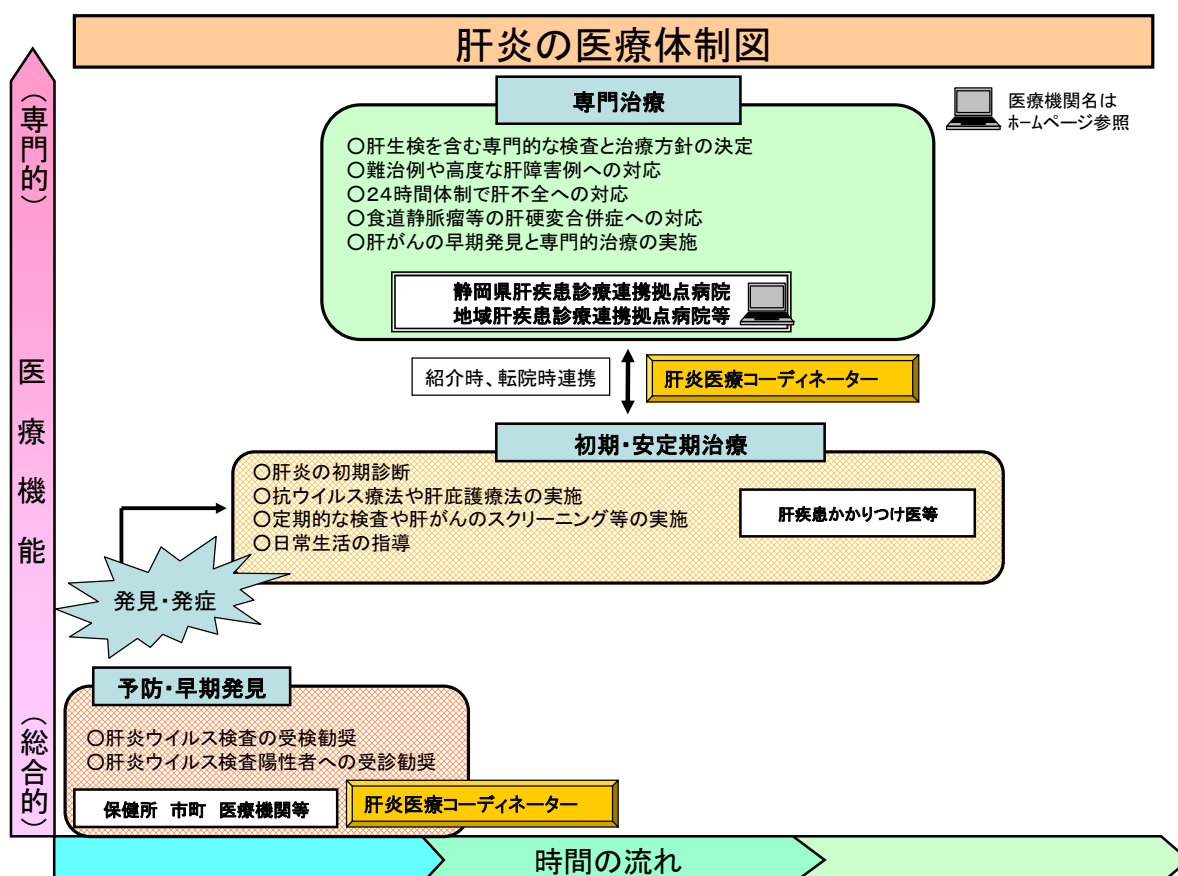 肝炎の医療体制図
(専門的)
医療機能
(総合的)
専門治療
医療機関名は
ホームページ参照
○肝生検を含む専門的な検査と治療方針の決定
○難治例や高度な肝障害例への対応
○24時間体制で肝不全への対応
○食道静脈瘤等の肝硬変合併症への対応
○肝がんの早期発見と専門的治療の実施
静岡県肝疾患診療連携拠点病院
地域肝疾患診療連携拠点病院等
紹介時、転院時連携
肝炎医療コーディネーター
初期・安定期治療
○肝炎の初期診断
○抗ウイルス療法や肝庇護療法の実施
○定期的な検査や肝がんのスクリーニング等の実施
○日常生活の指導
肝疾患かかりつけ医等
発見・発症
予防・早期発見
○肝炎ウイルス検査の受検勧奨
○肝炎ウイルス検査陽性者への受診勧奨
保健所 市町 医療機関等
肝炎医療コーディネーター
時間の流れ